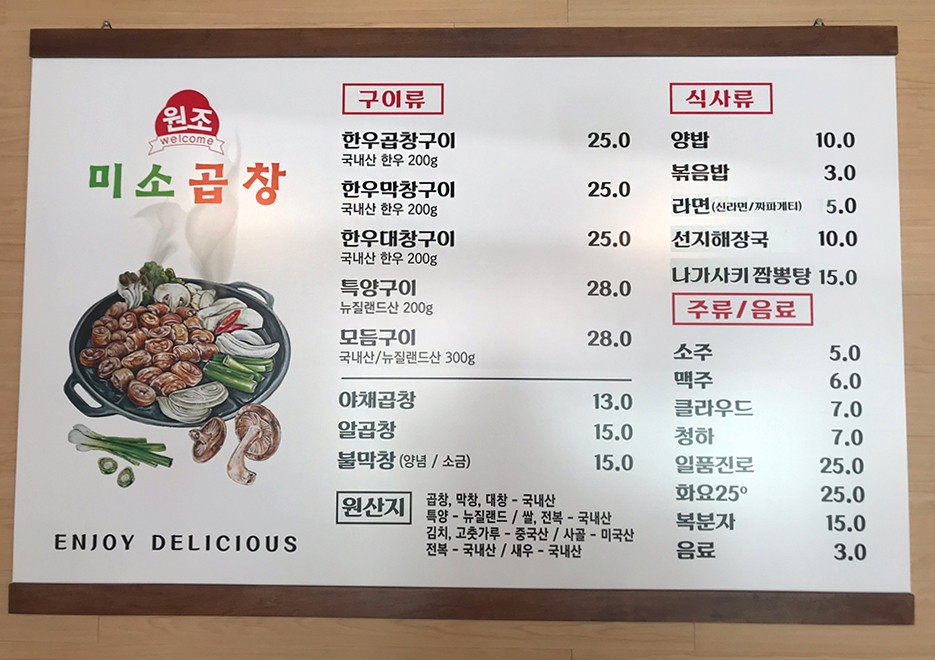 원조
welcome
미소곱창
ENJOY DELICIOUS
구이류
한우곱창구이 25.0
국내산 한우 200g
한우막창구이 25.0
국내산 한우 200g
한우대창구이 25.0
국내산 한우 200g
특양구이 28.0
뉴질랜드산 200g
모듬구이 28.0
국내산/뉴질랜드산 300g
야채곱창 13.0
알곱창 15.0
불막창 (양념 / 소금) 15.0
원산지
곱창, 막창, 대창 - 국내산
특양 - 뉴질랜드 / 쌀, 전복 - 국내산
김치, 고춧가루 - 중국산 / 사골 - 미국산
전복 - 국내산 / 새우 - 국내산
식사류
양밥 10.0
볶음밥 3.0
라면 (신라면/짜파게티) 5.0
선지해장국 10.0
나가사키 짬뽕탕 15.0
주류/음료
소주 5.0
맥주 6.0
클라우드 7.0
청하 7.0
일품진로 25.0
화요25º 25.0
복분자 15.0
음료 3.0